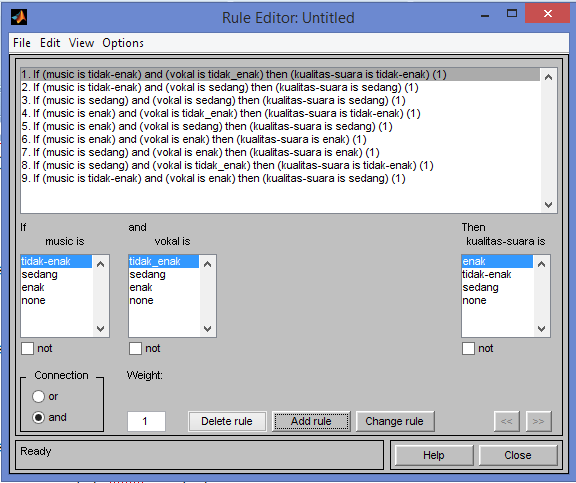 Rule Editor: Untitled
File Edit View Options
1. If (music is tidak-enak) and (vokal is tidak_enak) then (kualitas-suara is tidak-enak) (1)
2. If (music is tidak-enak) and (vokal is sedang) then (kualitas-suara is sedang) (1)
3. If (music is sedang) and (vokal is sedang) then (kualitas-suara is sedang) (1)
4. If (music is enak) and (vokal is tidak_enak) then (kualitas-suara is tidak-enak) (1)
5. If (music is enak) and (vokal is sedang) then (kualitas-suara is sedang) (1)
6. If (music is enak) and (vokal is enak) then (kualitas-suara is enak) (1)
7. If (music is sedang) and (vokal is enak) then (kualitas-suara is enak) (1)
8. If (music is sedang) and (vokal is tidak_enak) then (kualitas-suara is tidak-enak) (1)
9. If (music is tidak-enak) and (vokal is enak) then (kualitas-suara is sedang) (1)
If and Then
music is vokal is kualitas-suara is
tidak-enak tidak_enak enak
sedang sedang tidak-enak
enak enak sedang
none none none
not not not
Connection Weight:
or
and 1 Delete rule Add rule Change rule << >>
Ready Help Close